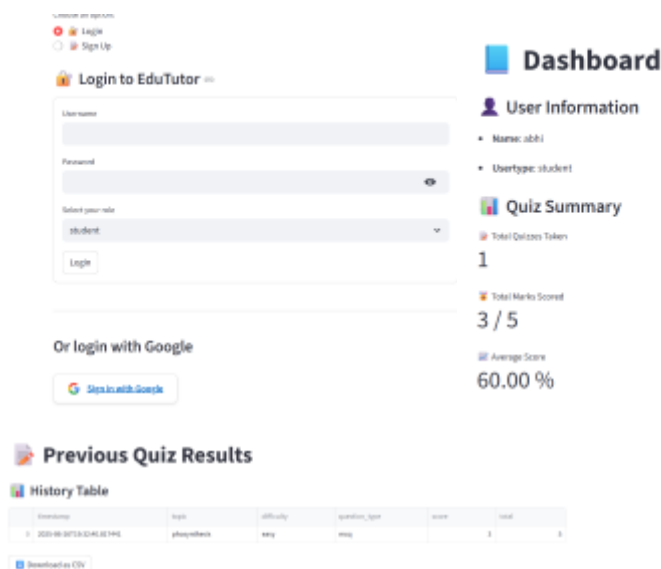 Choose an option
Login
Sign Up
Login to EduTutor
Username
Password
Select your role
student
Login
Or login with Google
Sign in with Google
Dashboard
User Information
Name: abhi
Usertype: student
Quiz Summary
Total Quizzes Taken
1
Total Marks Scored
3 / 5
Average Score
60.00 %
Previous Quiz Results
History Table
timestamp topic difficulty question_type score total
easy mcq 3 5
Download as CSV